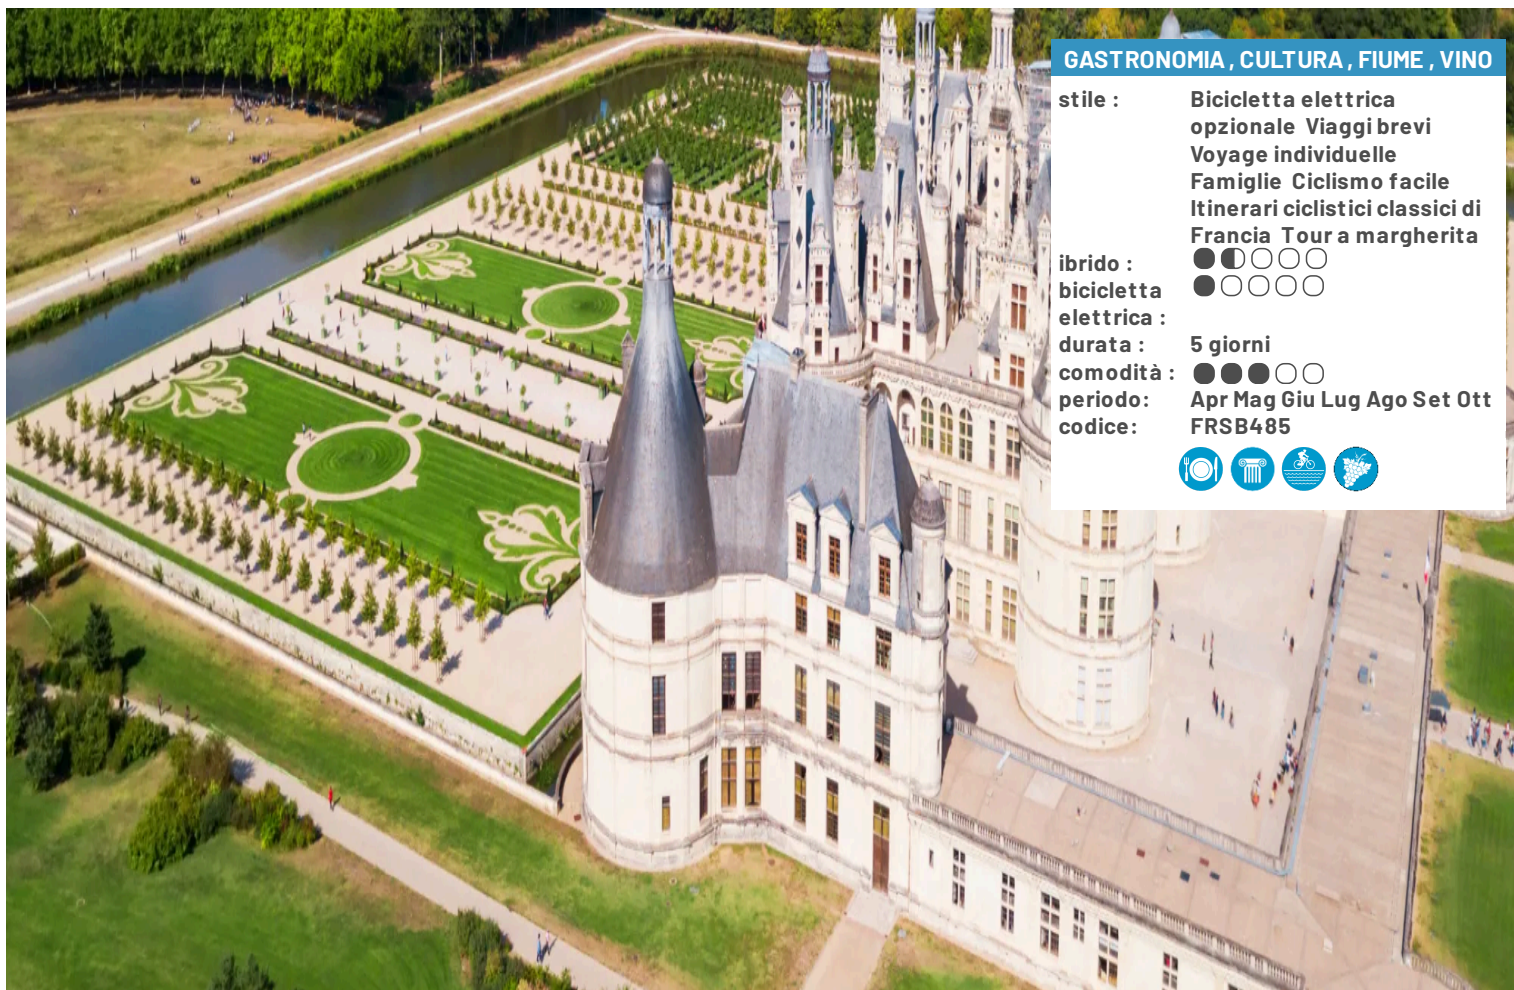 GASTRONOMIA , CULTURA , FIUME , VINO
stile : Bicicletta elettrica
opzionale Viaggi brevi
Voyage individuelle
Famiglie Ciclismo facile
Itinerari ciclistici classici di
Francia Tour a margherita
ibrido :
bicicletta
elettrica :
durata : 5 giorni
comodità :
periodo: Apr Mag Giu Lug Ago Set Ott
codice: FRSB485